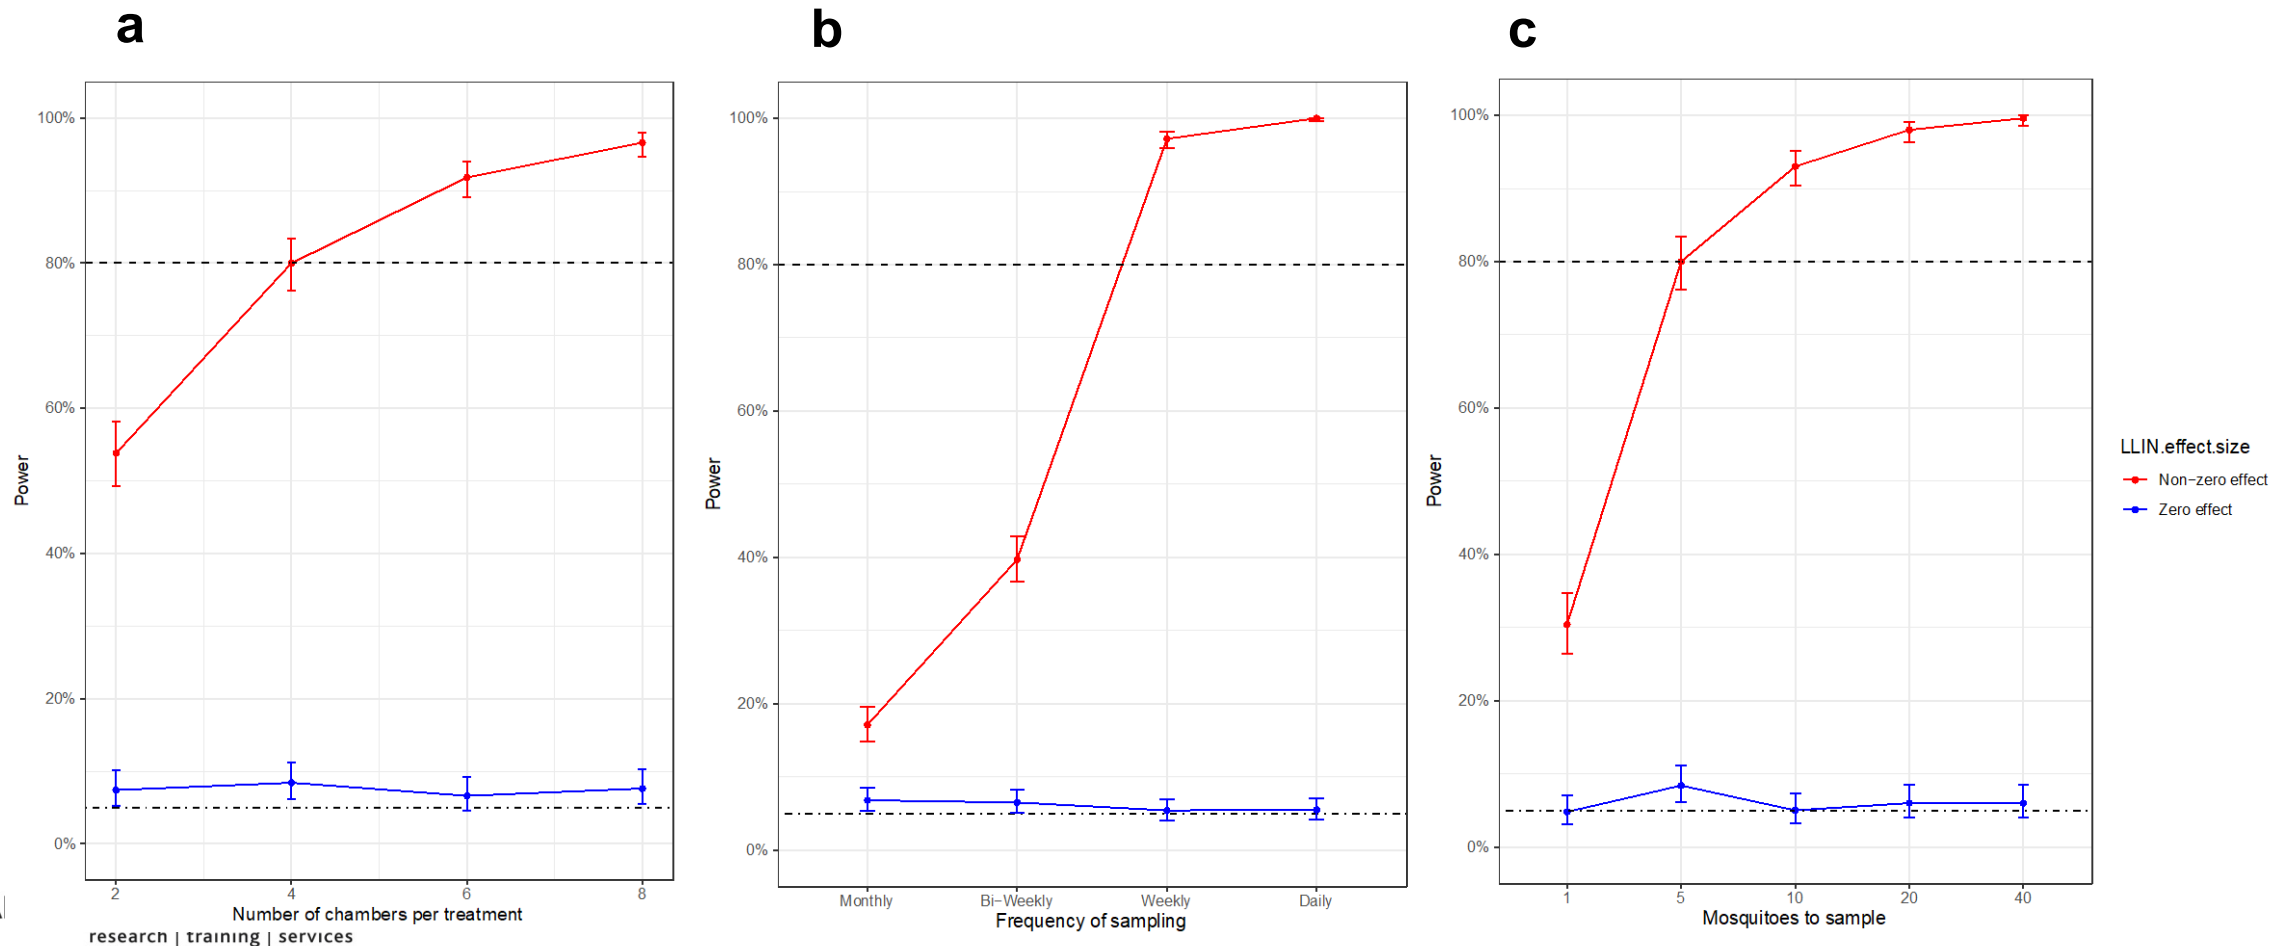 a
b
c
100%
80%
60%
40%
20%
0%
Power
2
4
6
8
Number of chambers per treatment
100%
80%
60%
40%
20%
0%
Power
Monthly
Bi-Weekly
Weekly
Daily
Frequency of sampling
100%
80%
60%
40%
20%
0%
Power
1
5
10
20
40
Mosquitoes to sample
LLIN.effect.size
Non-zero effect
Zero effect
research | training | services